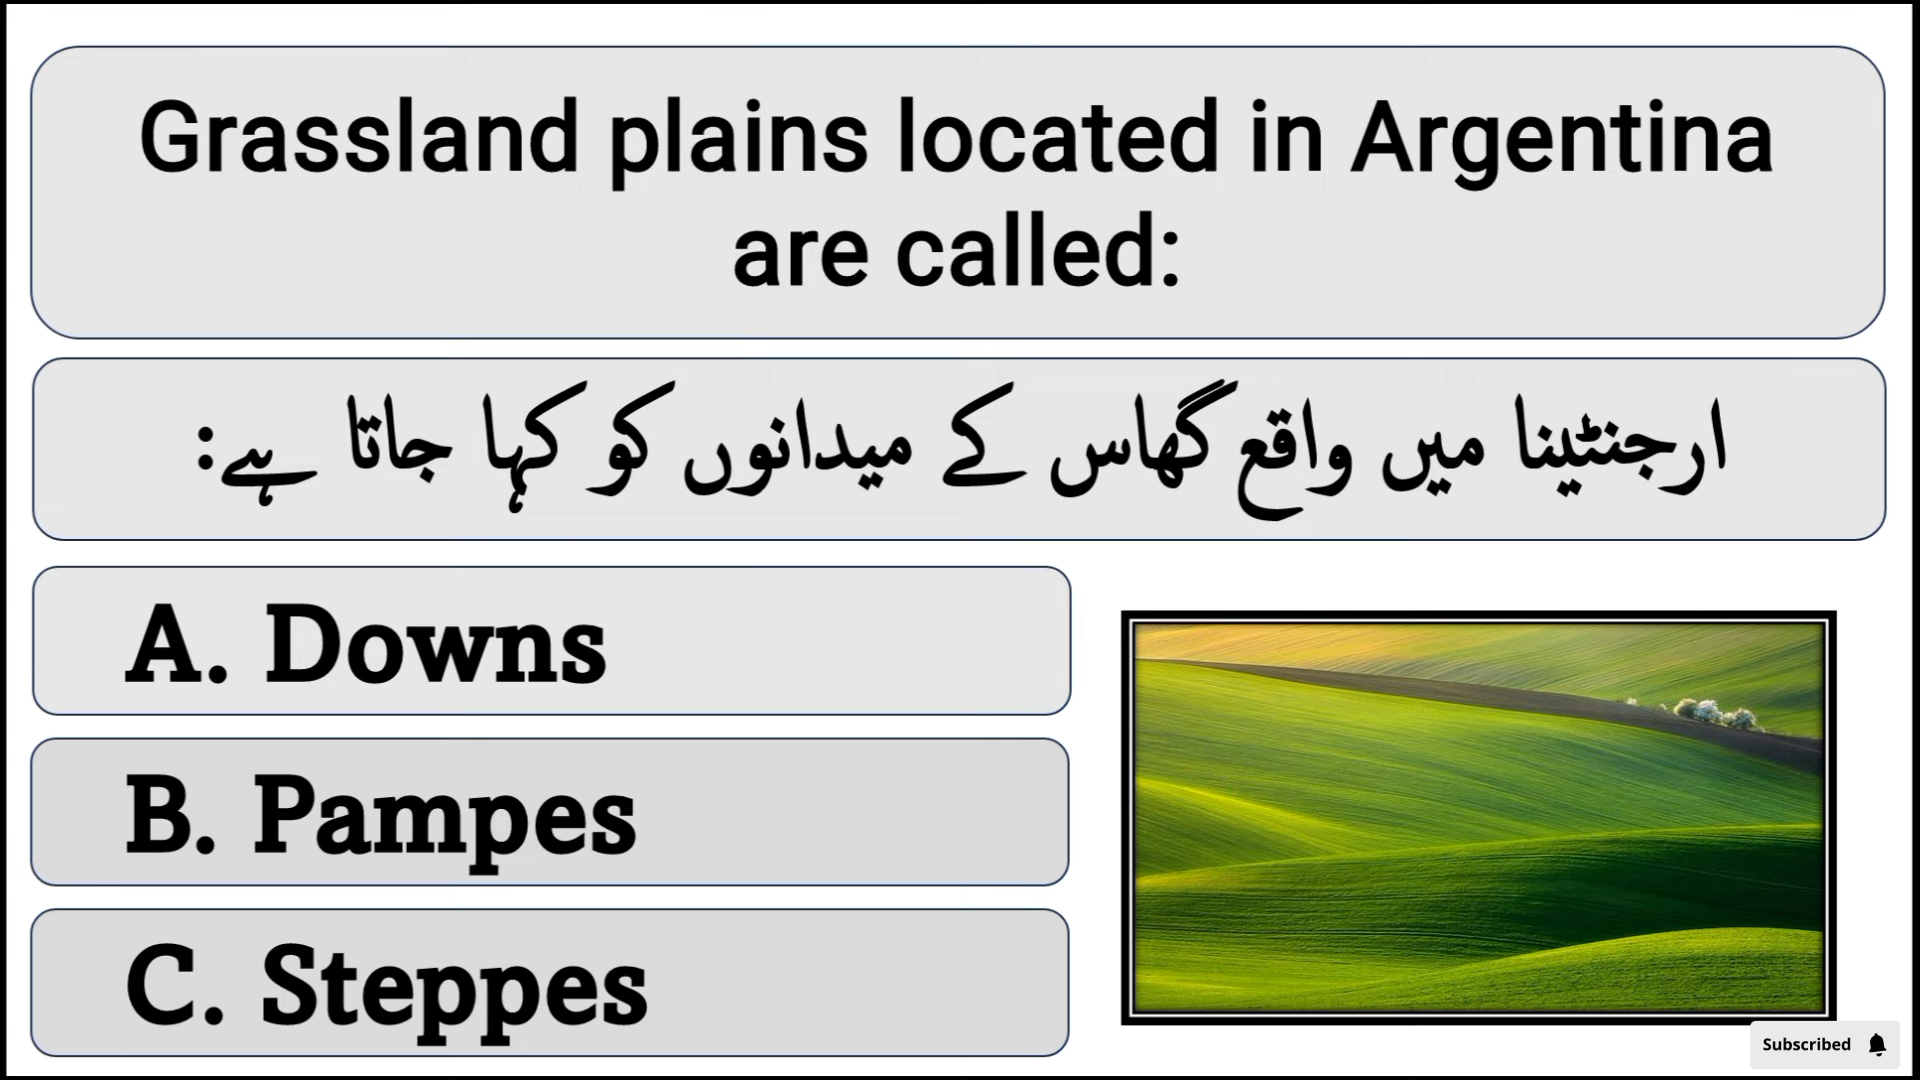 Grassland plains located in Argentina
are called:
ارجنٹینا میں واقع گھاس کے میدانوں کو کہا جاتا ہے:
A. Downs
B. Pampes
C. Steppes
Subscribed